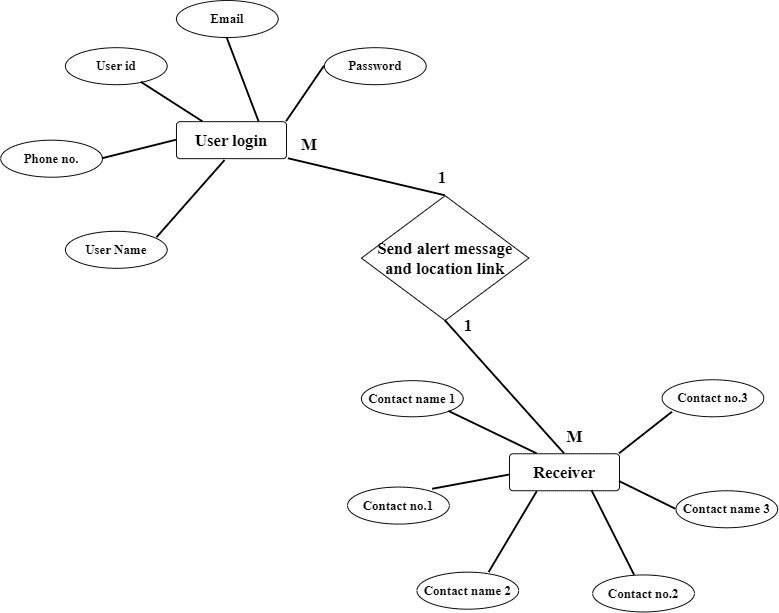 Email
User id
Password
User login
M
Phone no.
1
User Name
Send alert message
and location link
1
Contact name 1
Contact no.3
M
Receiver
Contact no.1
Contact name 3
Contact name 2
Contact no.2